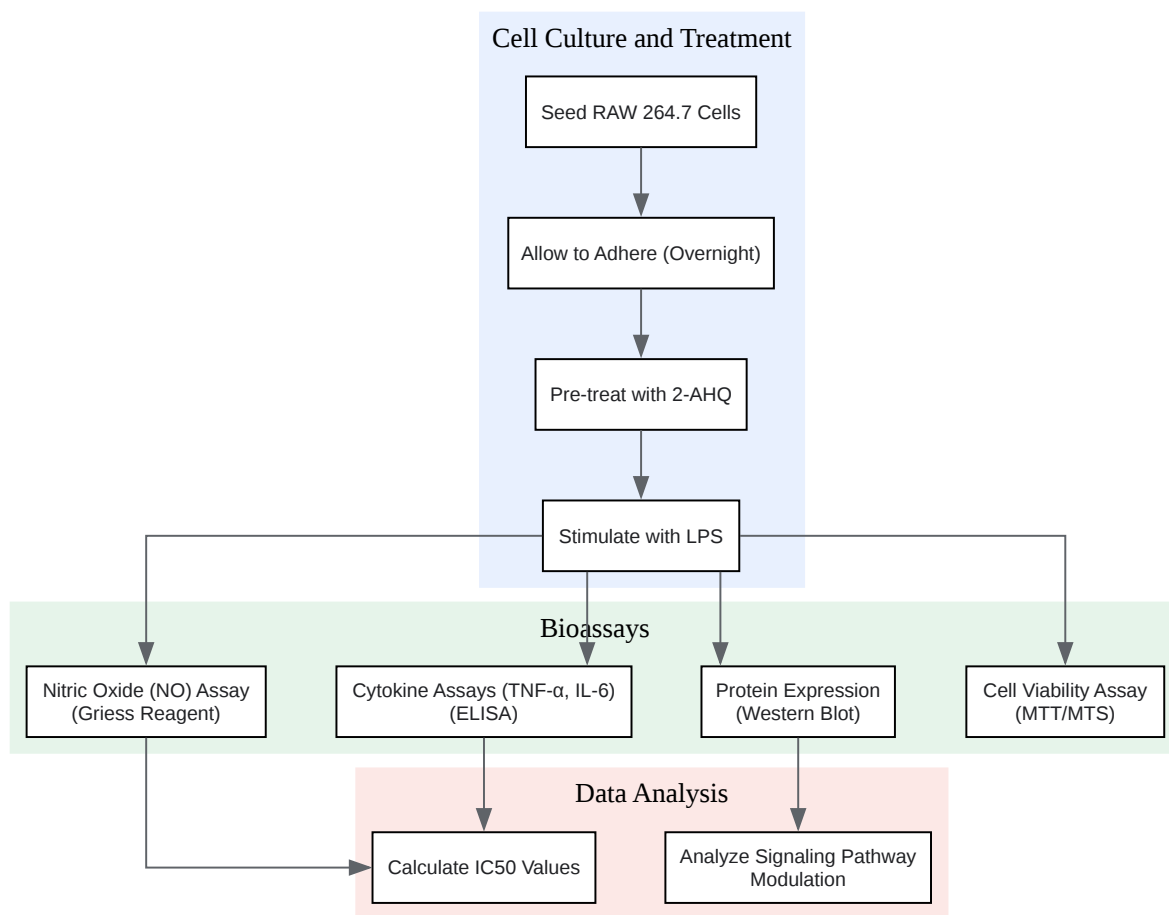 Cell Culture and Treatment
Seed RAW 264.7 Cells
Allow to Adhere (Overnight)
Pre-treat with 2-AHQ
Stimulate with LPS
Bioassays
Nitric Oxide (NO) Assay
(Griess Reagent)
Cytokine Assays (TNF-α, IL-6)
(ELISA)
Protein Expression
(Western Blot)
Cell Viability Assay
(MTT/MTS)
Data Analysis
Calculate IC50 Values
Analyze Signaling Pathway
Modulation